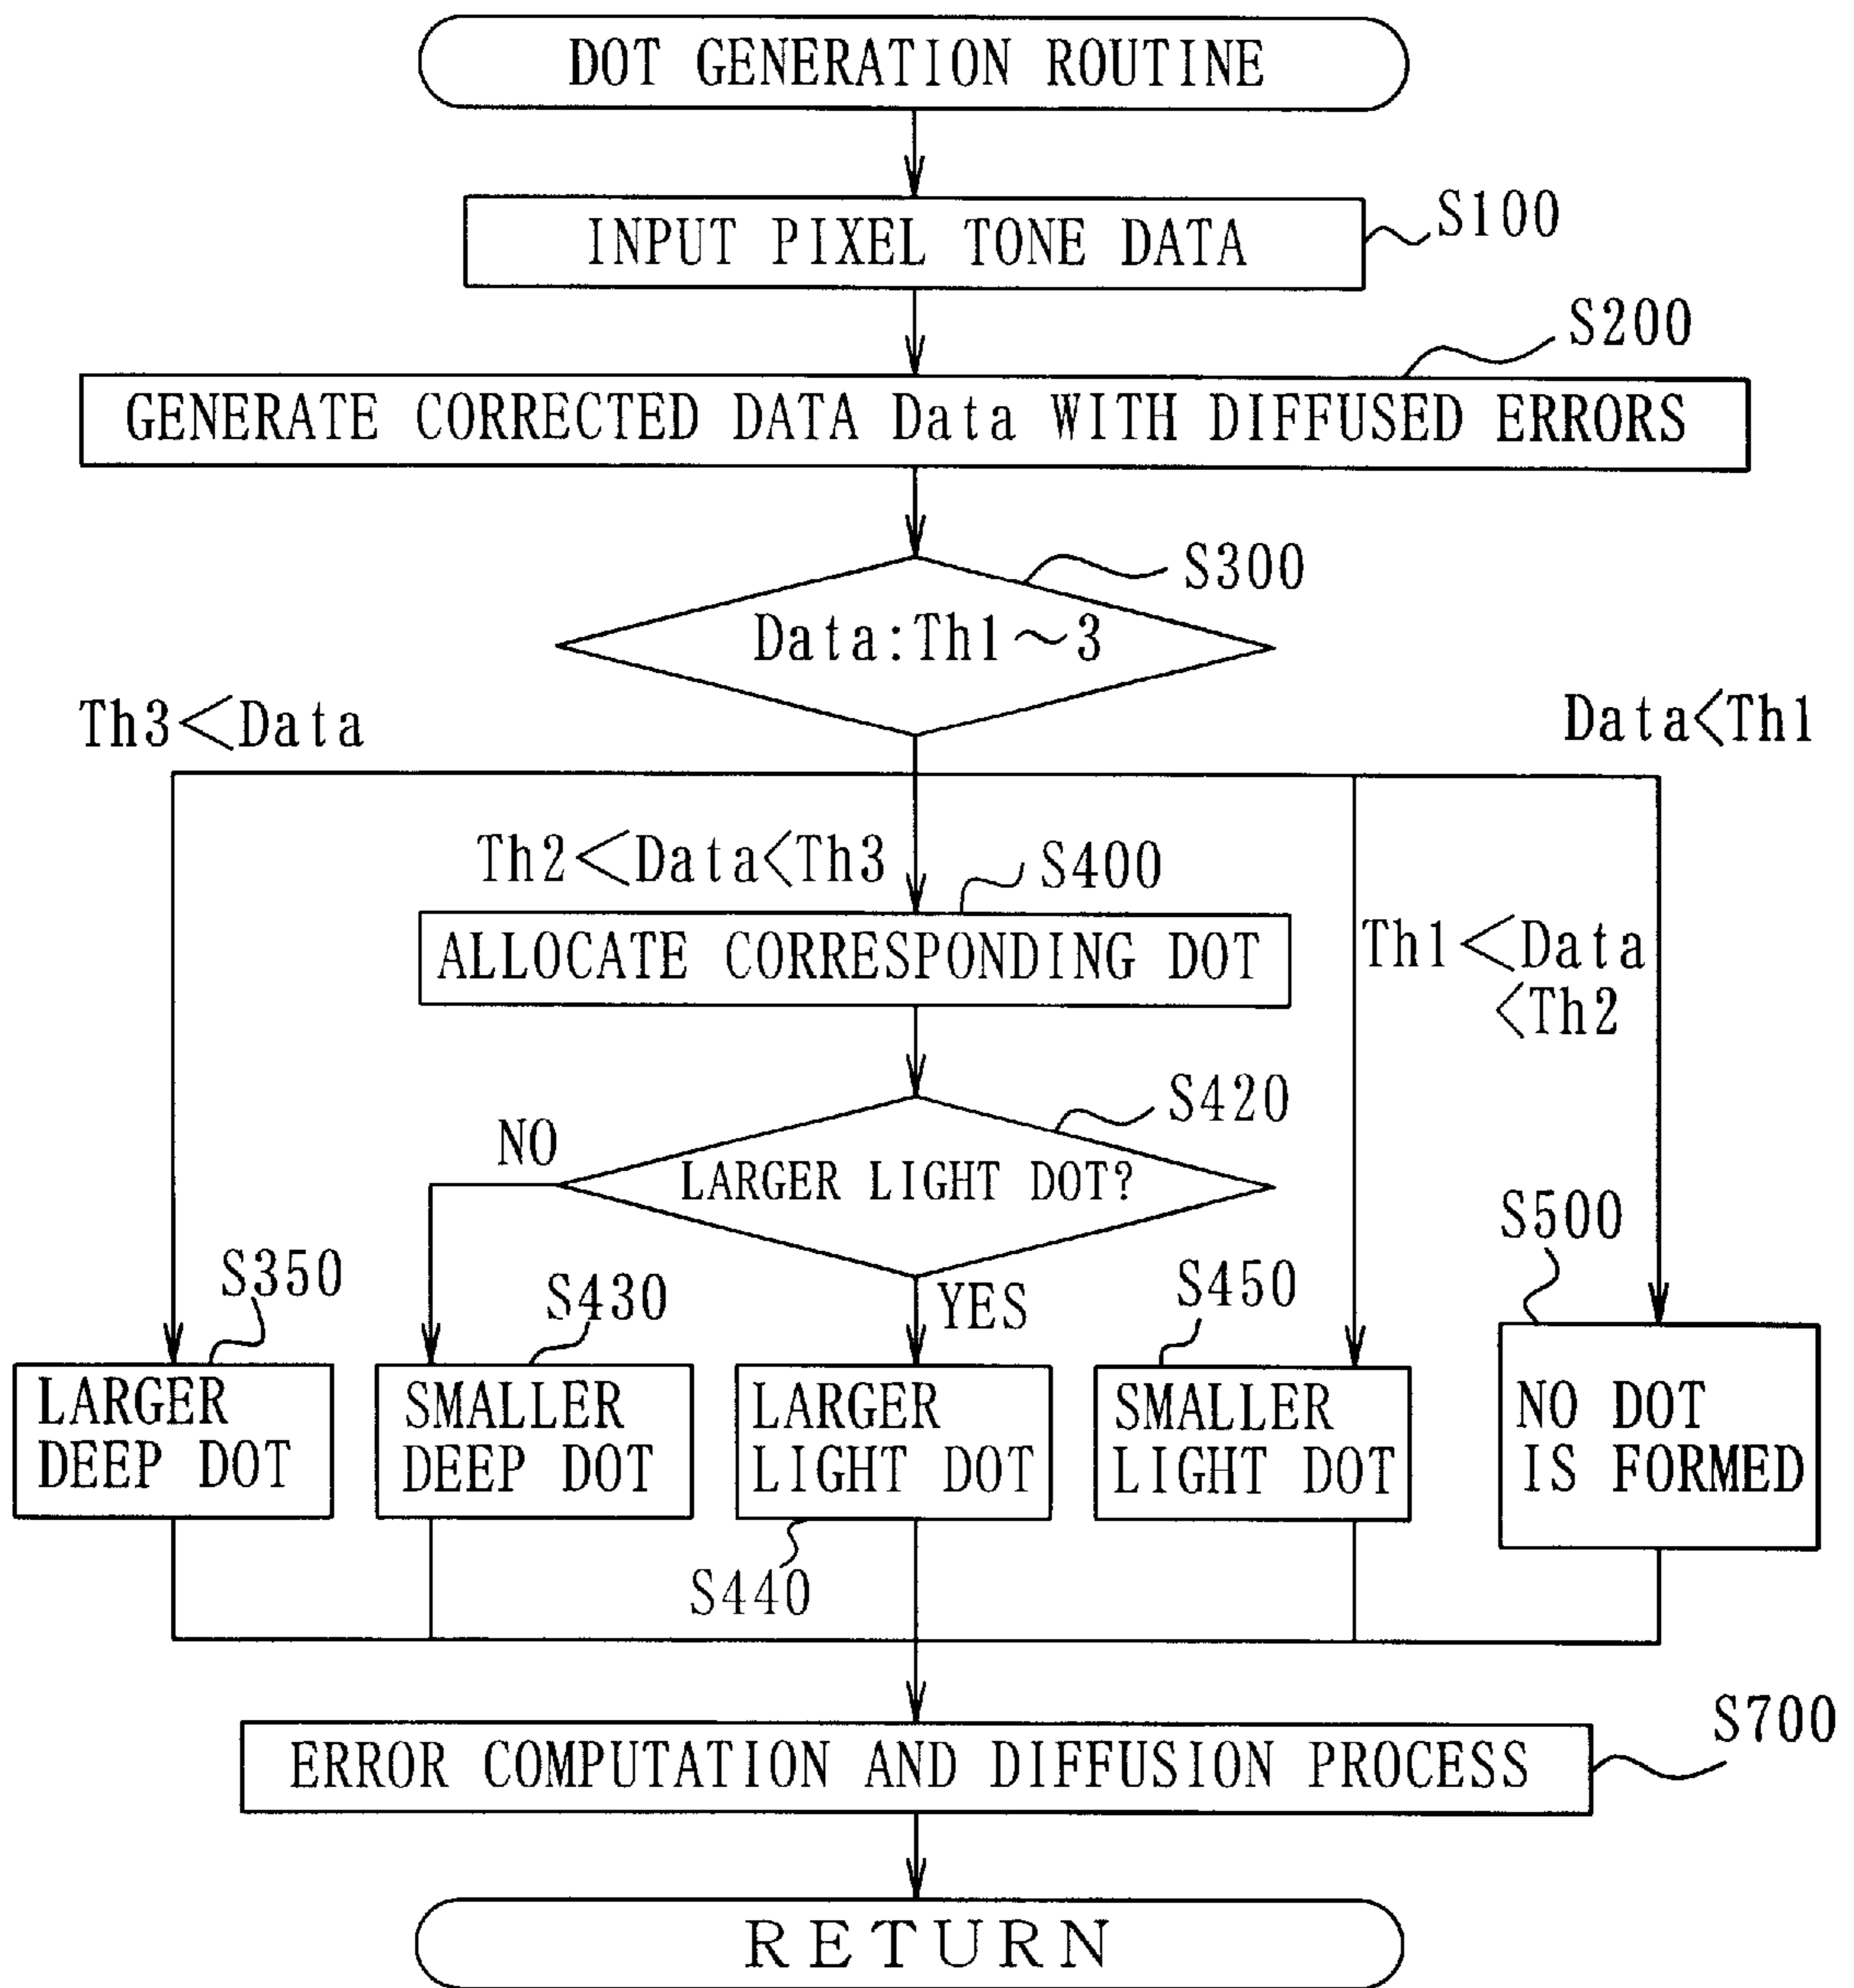 DOT GENERATION ROUTINE
INPUT PIXEL TONE DATA
S100
S200
GENERATE CORRECTED DATA Data WITH DIFFUSED ERRORS
S300
Data:Th1～3
Th3<Data
Data<Th1
Th2<Data<Th3
S400
ALLOCATE CORRESPONDING DOT
Th1<Data
<Th2
S420
NO
LARGER LIGHT DOT?
YES
S350
LARGER
DEEP DOT
S430
SMALLER
DEEP DOT
LARGER
LIGHT DOT
S440
S450
SMALLER
LIGHT DOT
S500
NO DOT
IS FORMED
S700
ERROR COMPUTATION AND DIFFUSION PROCESS
RETURN